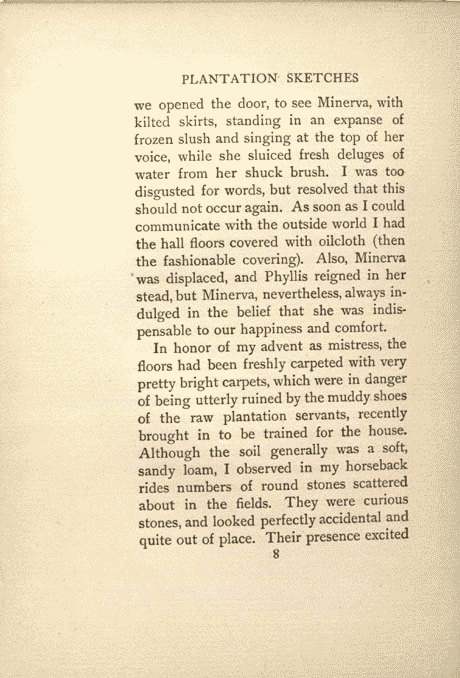 PLANTATION SKETCHES
we opened the door, to see Minerva, with
kilted skirts, standing in an expanse of
frozen slush and singing at the top of her
voice, while she sluiced fresh deluges of
water from her shuck brush. I was too
disgusted for words, but resolved that this
should not occur again. As soon as I could
communicate with the outside world I had
the hall floors covered with oilcloth (then
the fashionable covering). Also, Minerva
was displaced, and Phyllis reigned in her
stead, but Minerva, nevertheless, always in-
dulged in the belief that she was indis-
pensable to our happiness and comfort.
In honor of my advent as mistress, the
floors had been freshly carpeted with very
pretty bright carpets, which were in danger
of being utterly ruined by the muddy shoes
of the raw plantation servants, recently
brought in to be trained for the house.
Although the soil generally was a soft,
sandy loam, I observed in my horseback
rides numbers of round stones scattered
about in the fields. They were curious
stones, and looked perfectly accidental and
quite out of place. Their presence excited
8